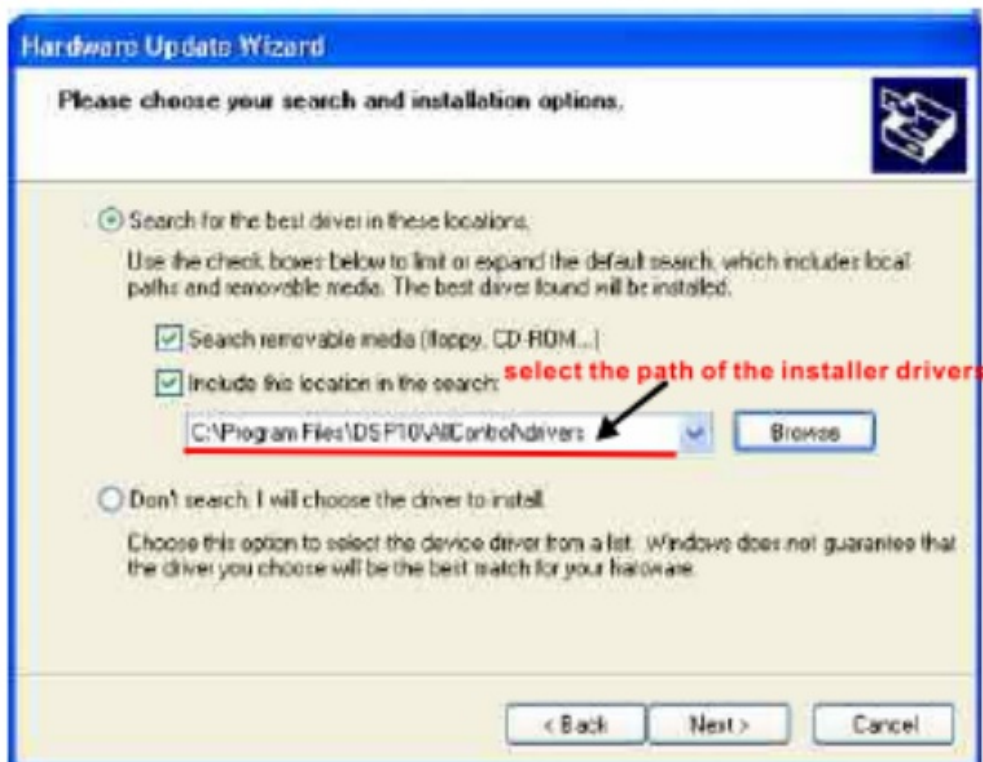 Hardware Update Wizard
Please choose your search and installation options.
Search for the best driver in these locations.
Use the check boxes below to limit or expand the default search, which includes local
paths and removable media. The best driver found will be installed.
Search removable media (floppy, CD-ROM...)
Include this location in the search:
select the path of the installer drivers
C:\Program Files\DSP10\AllControl\drivers
Browse
Don't search. I will choose the driver to install.
Choose this option to select the device driver from a list. Windows does not guarantee that
the driver you choose will be the best match for your hardware.
< Back
Next >
Cancel